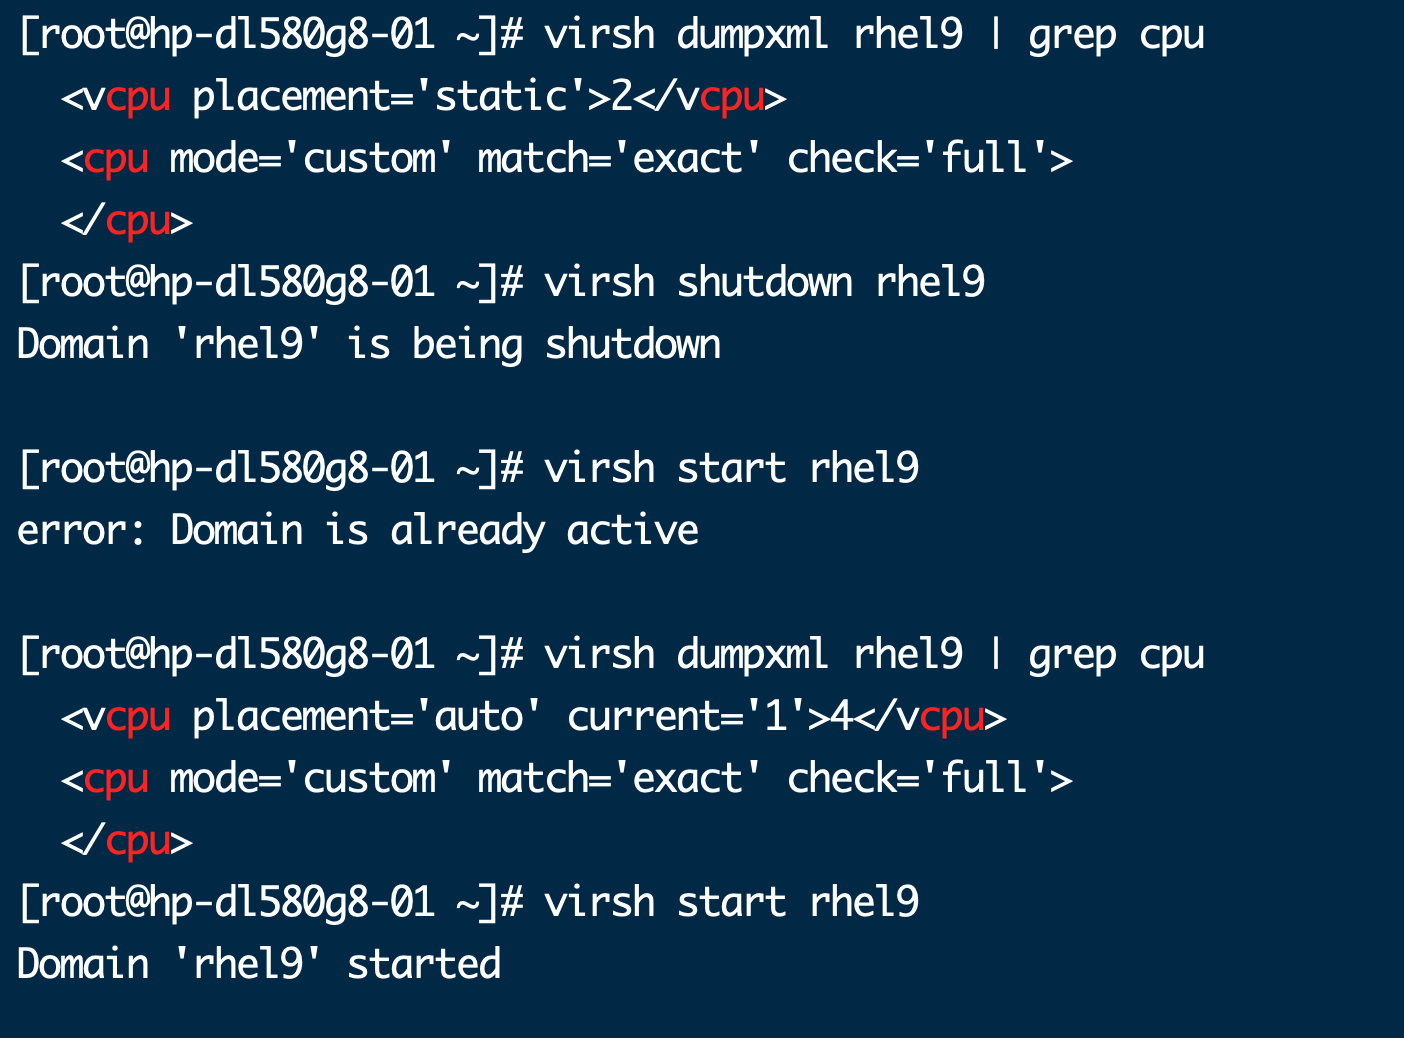 [root@hp-dl580g8-01 ~]# virsh dumpxml rhel9 | grep cpu
  <vcpu placement='static'>2</vcpu>
  <cpu mode='custom' match='exact' check='full'>
  </cpu>
[root@hp-dl580g8-01 ~]# virsh shutdown rhel9
Domain 'rhel9' is being shutdown

[root@hp-dl580g8-01 ~]# virsh start rhel9
error: Domain is already active

[root@hp-dl580g8-01 ~]# virsh dumpxml rhel9 | grep cpu
  <vcpu placement='auto' current='1'>4</vcpu>
  <cpu mode='custom' match='exact' check='full'>
  </cpu>
[root@hp-dl580g8-01 ~]# virsh start rhel9
Domain 'rhel9' started